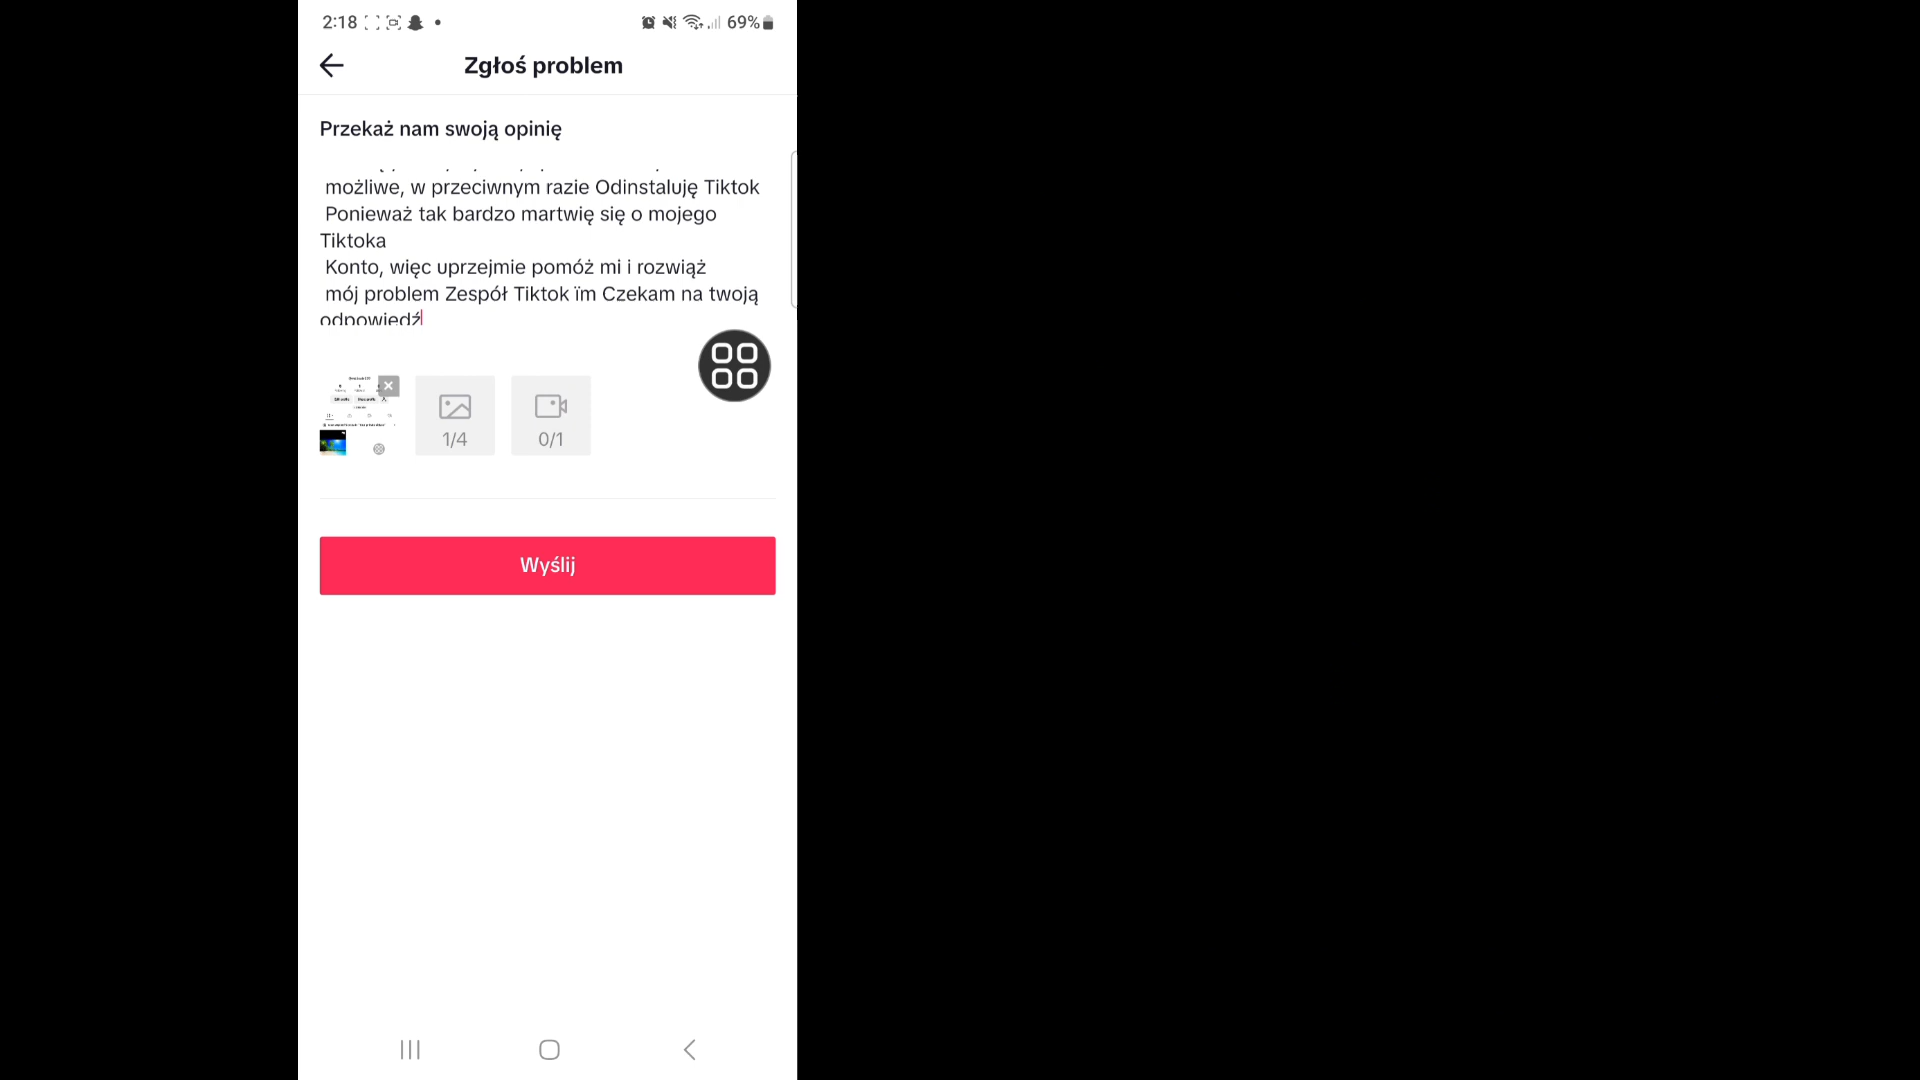 2:18
69%
Zgłoś problem
Przekaż nam swoją opinię
możliwe, w przeciwnym razie Odinstaluję Tiktok
Ponieważ tak bardzo martwię się o mojego
Tiktoka
Konto, więc uprzejmie pomóż mi i rozwiąż
mój problem Zespół Tiktok ïm Czekam na twoją
odpowiedź
1/4
0/1
Wyślij